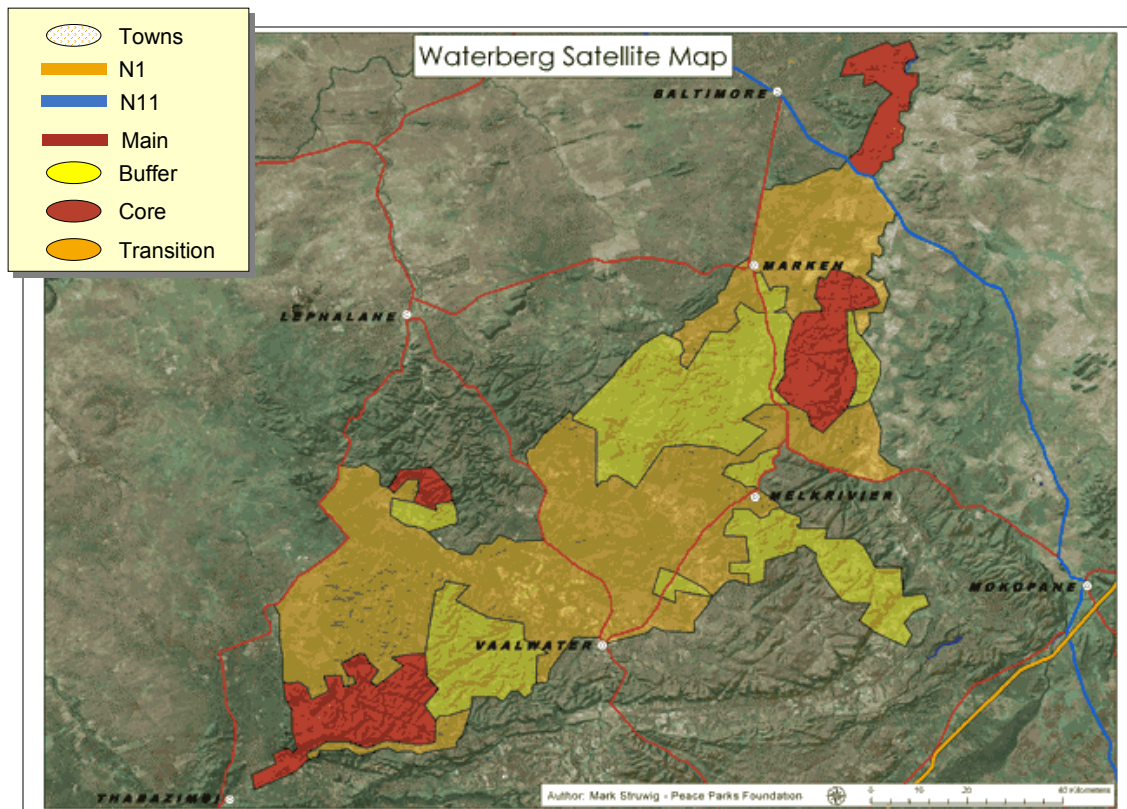 Towns
N1
N11
Main
Buffer
Core
Transition
Waterberg Satellite Map
BALTIMORE
MARKEN
LEPHALANE
MELKRIVIER
MOKOPANE
VAALWATER
THABAZIMBI
Author: Mark Struwig - Peace Parks Foundation
0 10 20 40 Kilometers